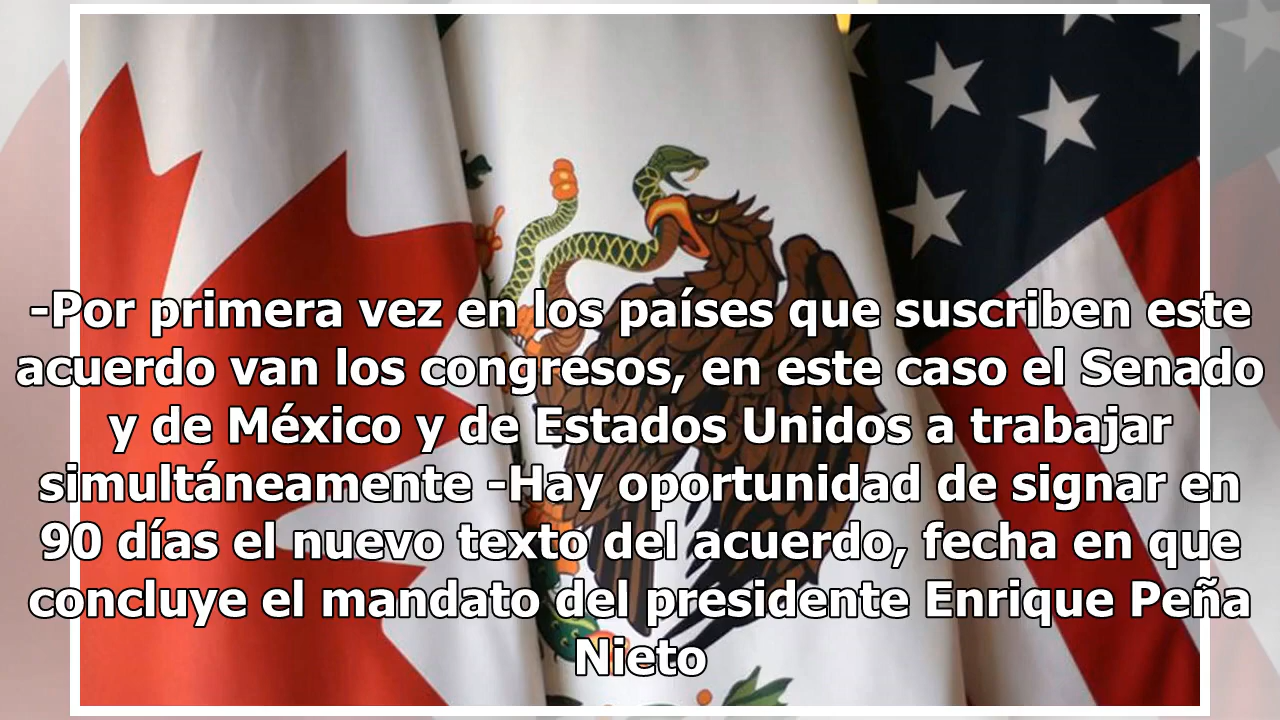 -Por primera vez en los países que suscriben este
acuerdo van los congresos, en este caso el Senado
y de México y de Estados Unidos a trabajar
simultáneamente -Hay oportunidad de signar en
90 días el nuevo texto del acuerdo, fecha en que
concluye el mandato del presidente Enrique Peña
Nieto